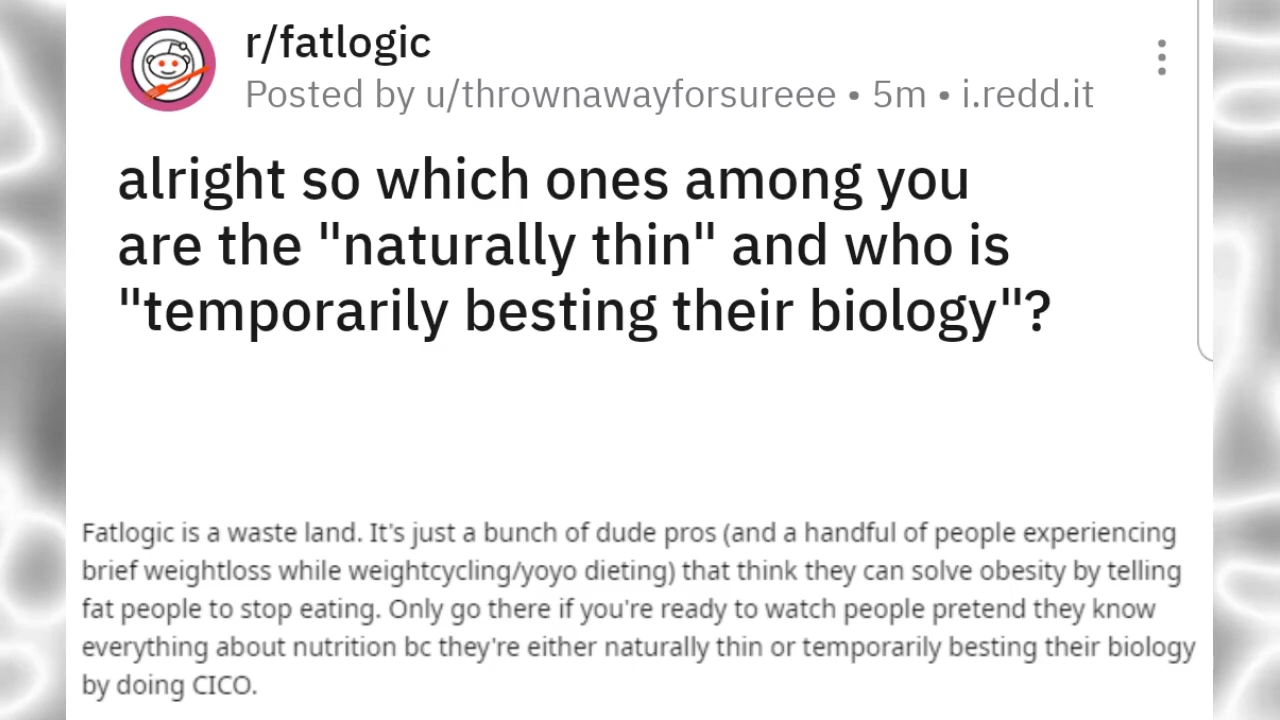 r/fatlogic
Posted by u/thrownawayforsureee • 5m • i.redd.it
alright so which ones among you
are the "naturally thin" and who is
"temporarily besting their biology"?
Fatlogic is a waste land. It's just a bunch of dude pros (and a handful of people experiencing
brief weightloss while weightcycling/yoyo dieting) that think they can solve obesity by telling
fat people to stop eating. Only go there if you're ready to watch people pretend they know
everything about nutrition bc they're either naturally thin or temporarily besting their biology
by doing CICO.